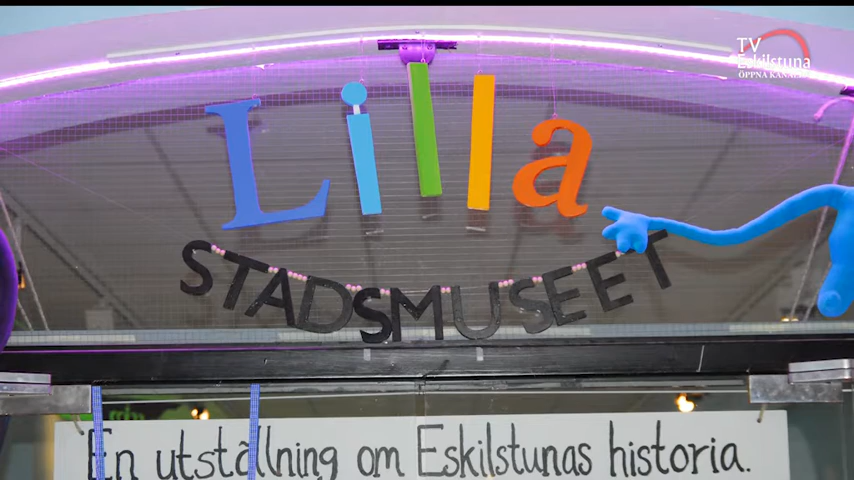 TV
Eskilstuna
ÖPPNA KANALEN
Lilla
STADSMUSEET
En utställning om Eskilstunas historia.